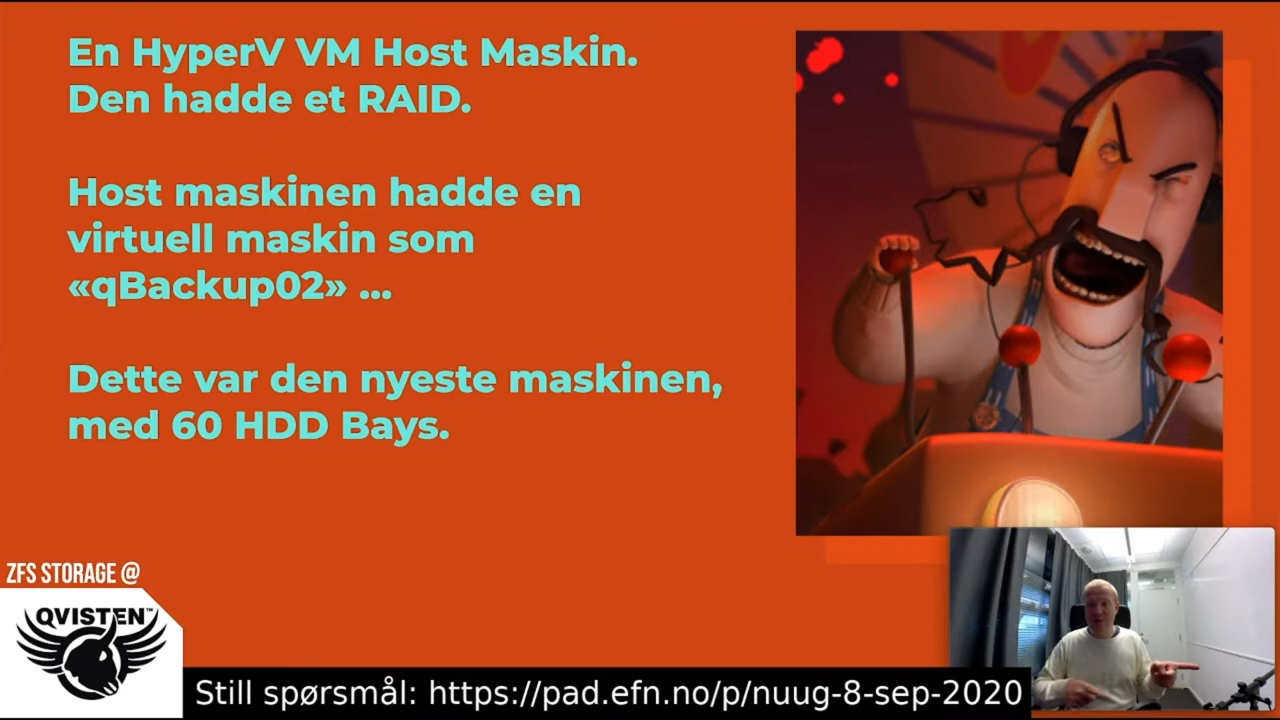 En HyperV VM Host Maskin.
Den hadde et RAID.
Host maskinen hadde en
virtuell maskin som
«qBackup02» ...
Dette var den nyeste maskinen,
med 60 HDD Bays.
ZFS STORAGE @
QVISTEN™
Still spørsmål: https://pad.efn.no/p/nuug-8-sep-2020